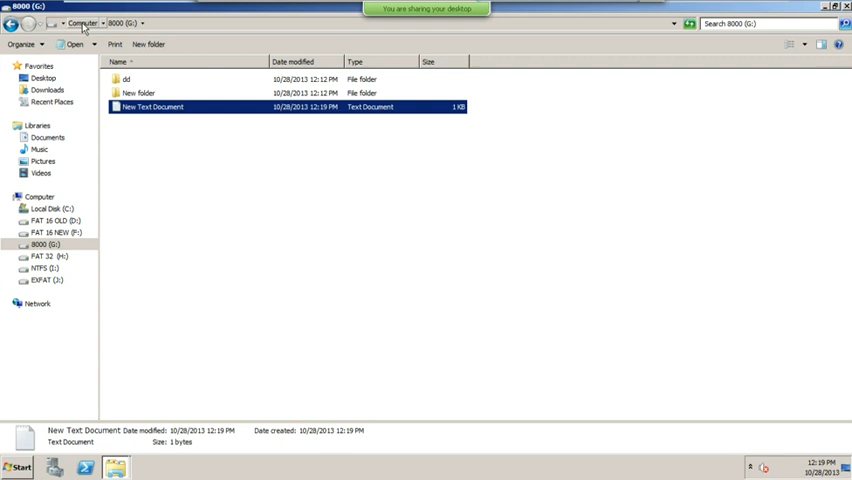 8000 (G:)
You are sharing your desktop
Computer 8000 (G:)
Search 8000 (G:)
Organize Open Print New folder
Name Date modified Type Size
Favorites
Desktop
Downloads
Recent Places
Libraries
Documents
Music
Pictures
Videos
Computer
Local Disk (C:)
FAT 16 OLD (D:)
FAT 16 NEW (F:)
8000 (G:)
FAT 32 (H:)
NTFS (I:)
EXFAT (J:)
Network
dd 10/28/2013 12:12 PM File folder
New folder 10/28/2013 12:12 PM File folder
New Text Document 10/28/2013 12:19 PM Text Document 1 KB
New Text Document Date modified: 10/28/2013 12:19 PM Date created: 10/28/2013 12:19 PM
Text Document Size: 1 bytes
Start
12:19 PM
10/28/2013